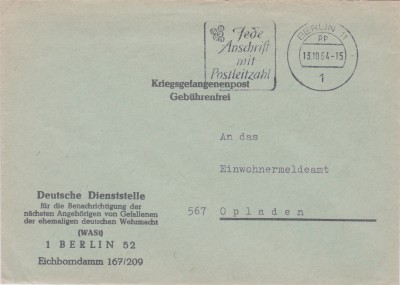 Jede
Anschrift
mit
Postleitzahl
BERLIN 11
PP
13.10.64-15
1
Kriegsgefangenenpost
Gebührenfrei
An das
Einwohnermeldeamt
567 Opladen
Deutsche Dienststelle
für die Benachrichtigung der
nächsten Angehörigen von Gefallenen
der ehemaligen deutschen Wehrmacht
(WASt)
1 BERLIN 52
Eichborndamm 167/209